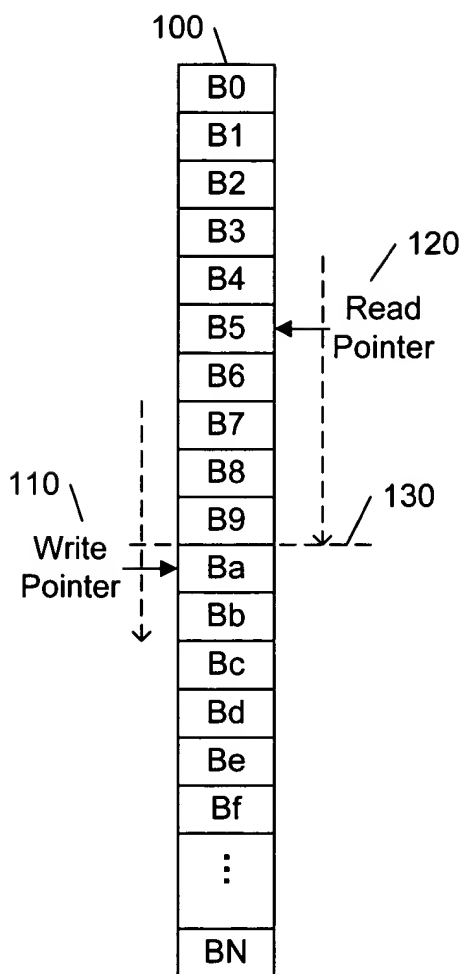 100
B0
B1
B2
B3
B4
B5
B6
B7
B8
B9
Ba
Bb
Bc
Bd
Be
Bf
⋮
BN
120
Read
Pointer
110
Write
Pointer
130